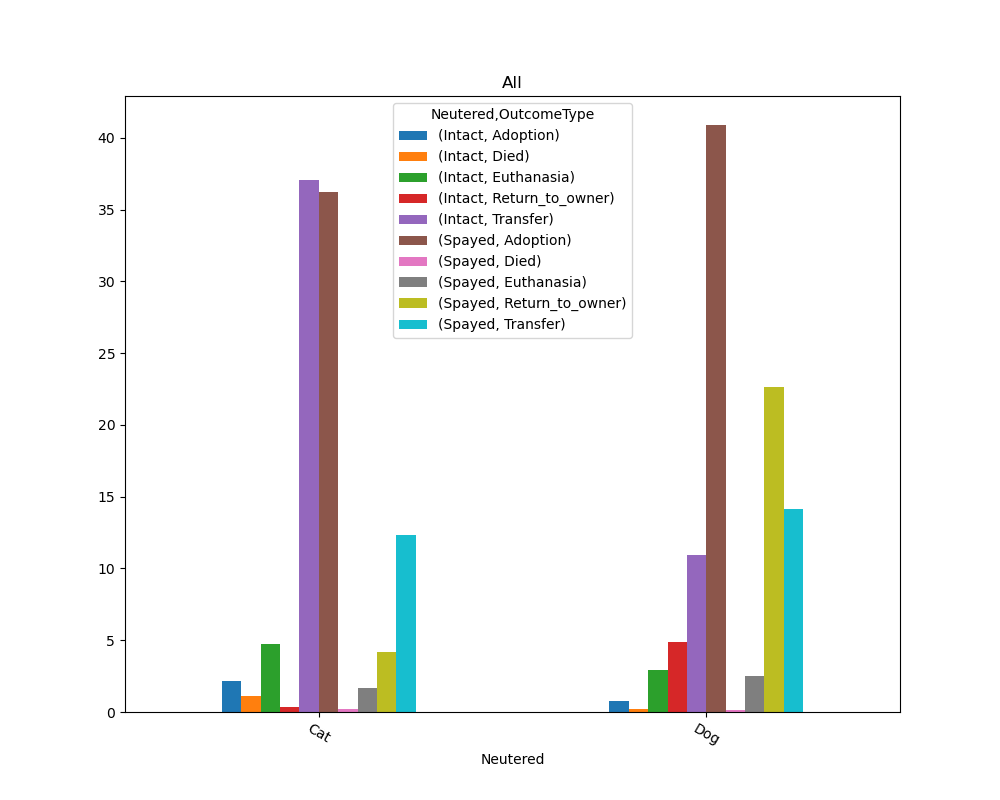 All
Neutered,OutcomeType
(Intact, Adoption)
(Intact, Died)
(Intact, Euthanasia)
(Intact, Return_to_owner)
(Intact, Transfer)
(Spayed, Adoption)
(Spayed, Died)
(Spayed, Euthanasia)
(Spayed, Return_to_owner)
(Spayed, Transfer)
40
35
30
25
20
15
10
5
0
Cat
Dog
Neutered